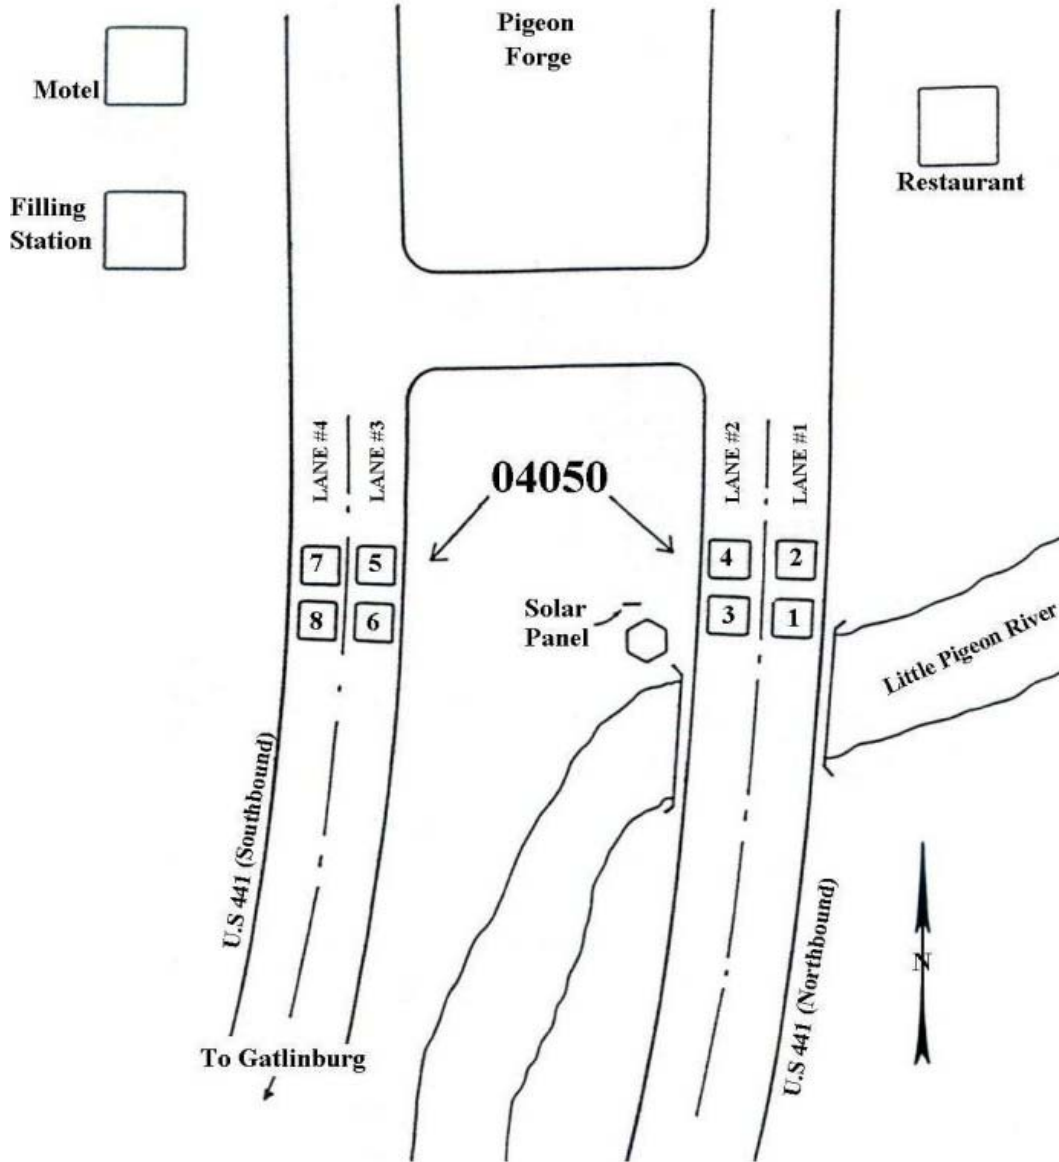 Pigeon
Forge
Motel
Restaurant
Filling
Station
LANE #4
LANE #3
LANE #2
LANE #1
04050
7
5
4
2
8
6
3
1
Solar
Panel
Little Pigeon River
U.S 441 (Southbound)
U.S 441 (Northbound)
N
To Gatlinburg